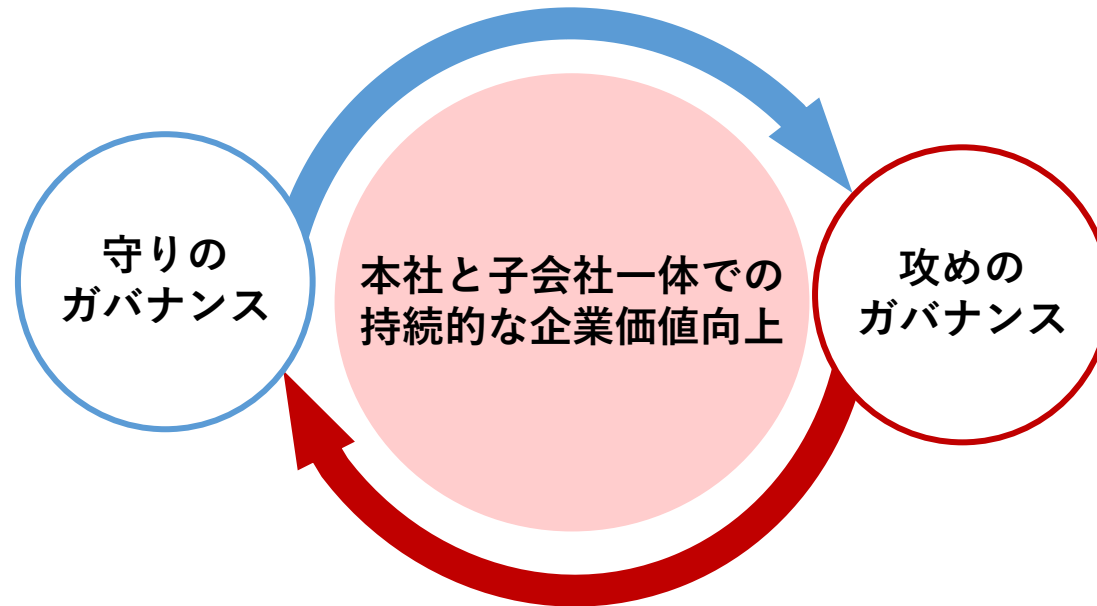 守りの
ガバナンス
本社と子会社一体での
持続的な企業価値向上
攻めの
ガバナンス